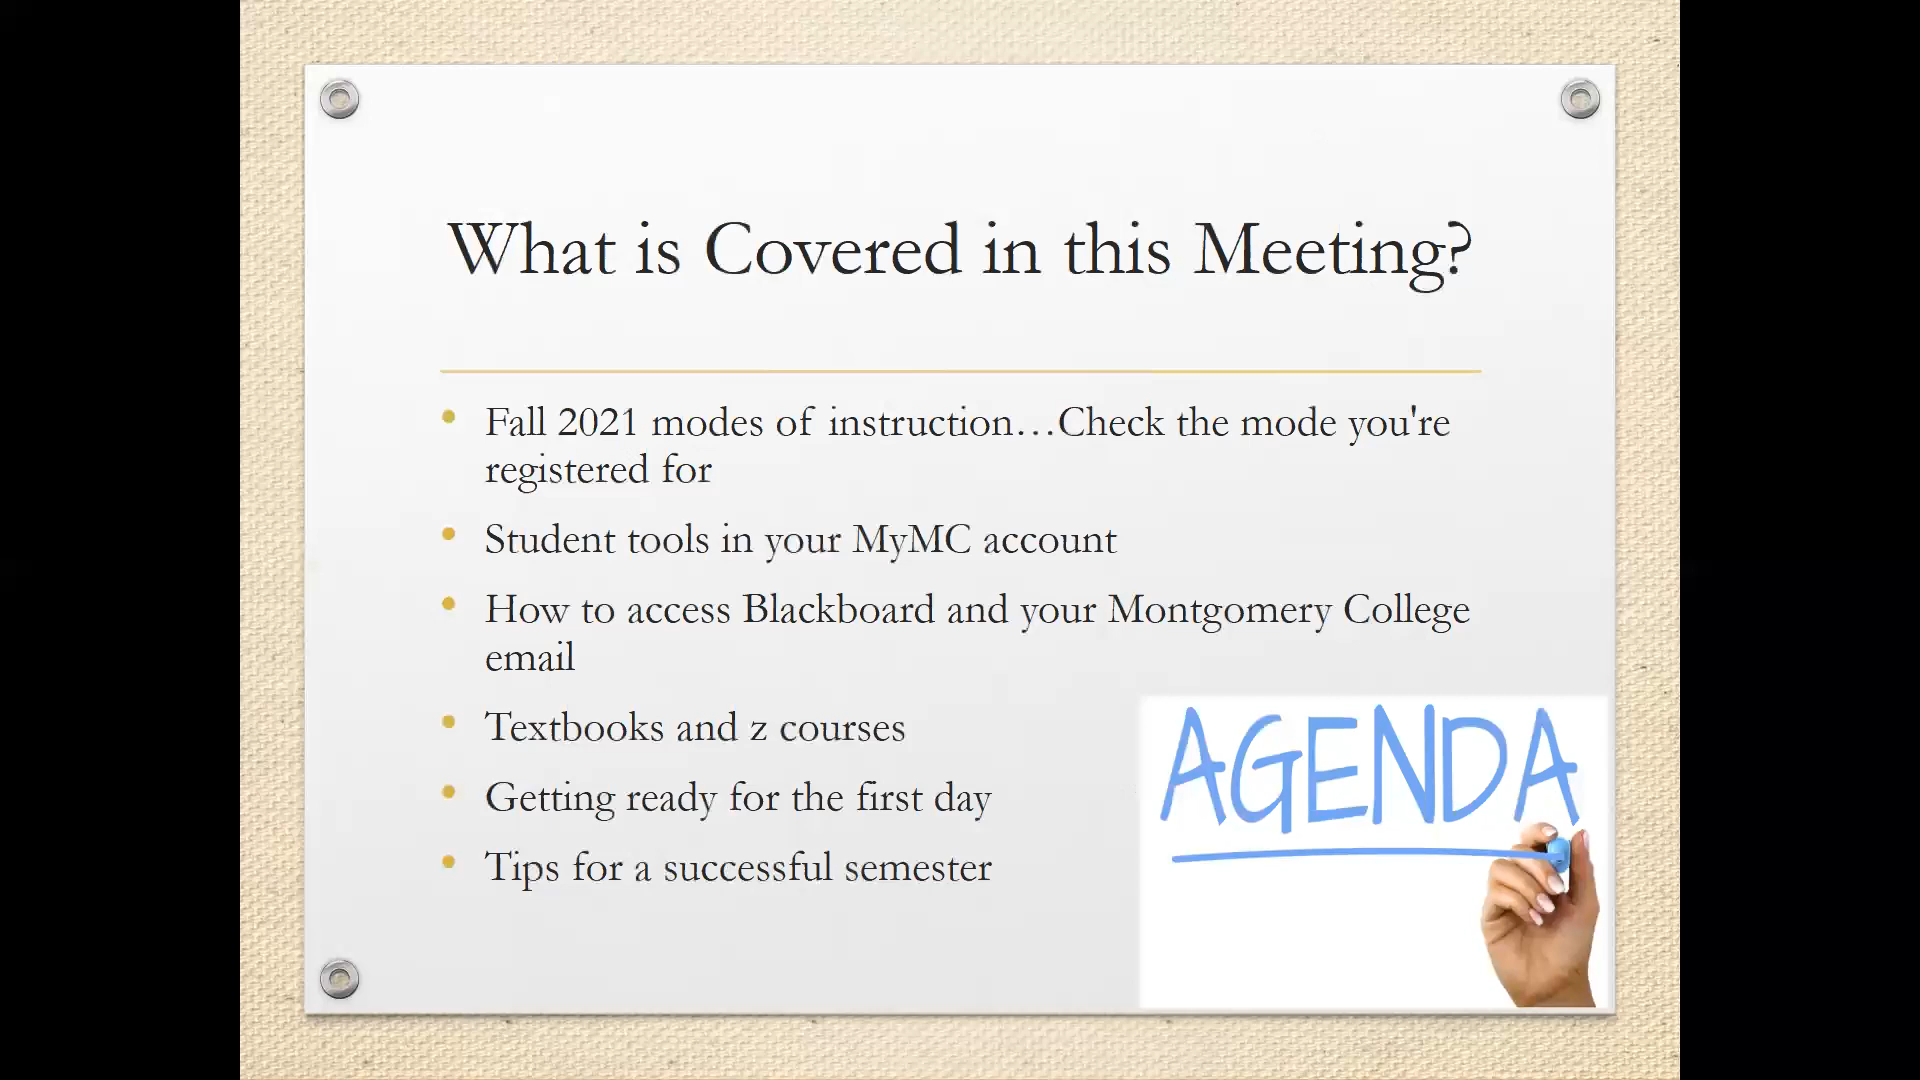 What is Covered in this Meeting?
Fall 2021 modes of instruction…Check the mode you're
registered for
Student tools in your MyMC account
How to access Blackboard and your Montgomery College
email
Textbooks and z courses
Getting ready for the first day
Tips for a successful semester
AGENDA